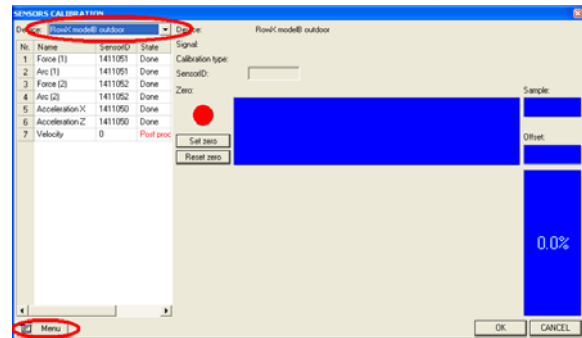 SENSORS CALIBRATION
Device: RowX modelB outdoor
Device: RowX modelB outdoor
Nr. Name SensorID State
1 Force (1) 1411051 Done
2 Arc (1) 1411051 Done
3 Force (2) 1411052 Done
4 Arc (2) 1411052 Done
5 Acceleration X 1411050 Done
6 Acceleration Z 1411050 Done
7 Velocity 0 Post proc
Signal:
Calibration type:
SensorID:
Zero:
Set zero
Reset zero
Sample:
Offset:
0.0%
Menu
OK CANCEL